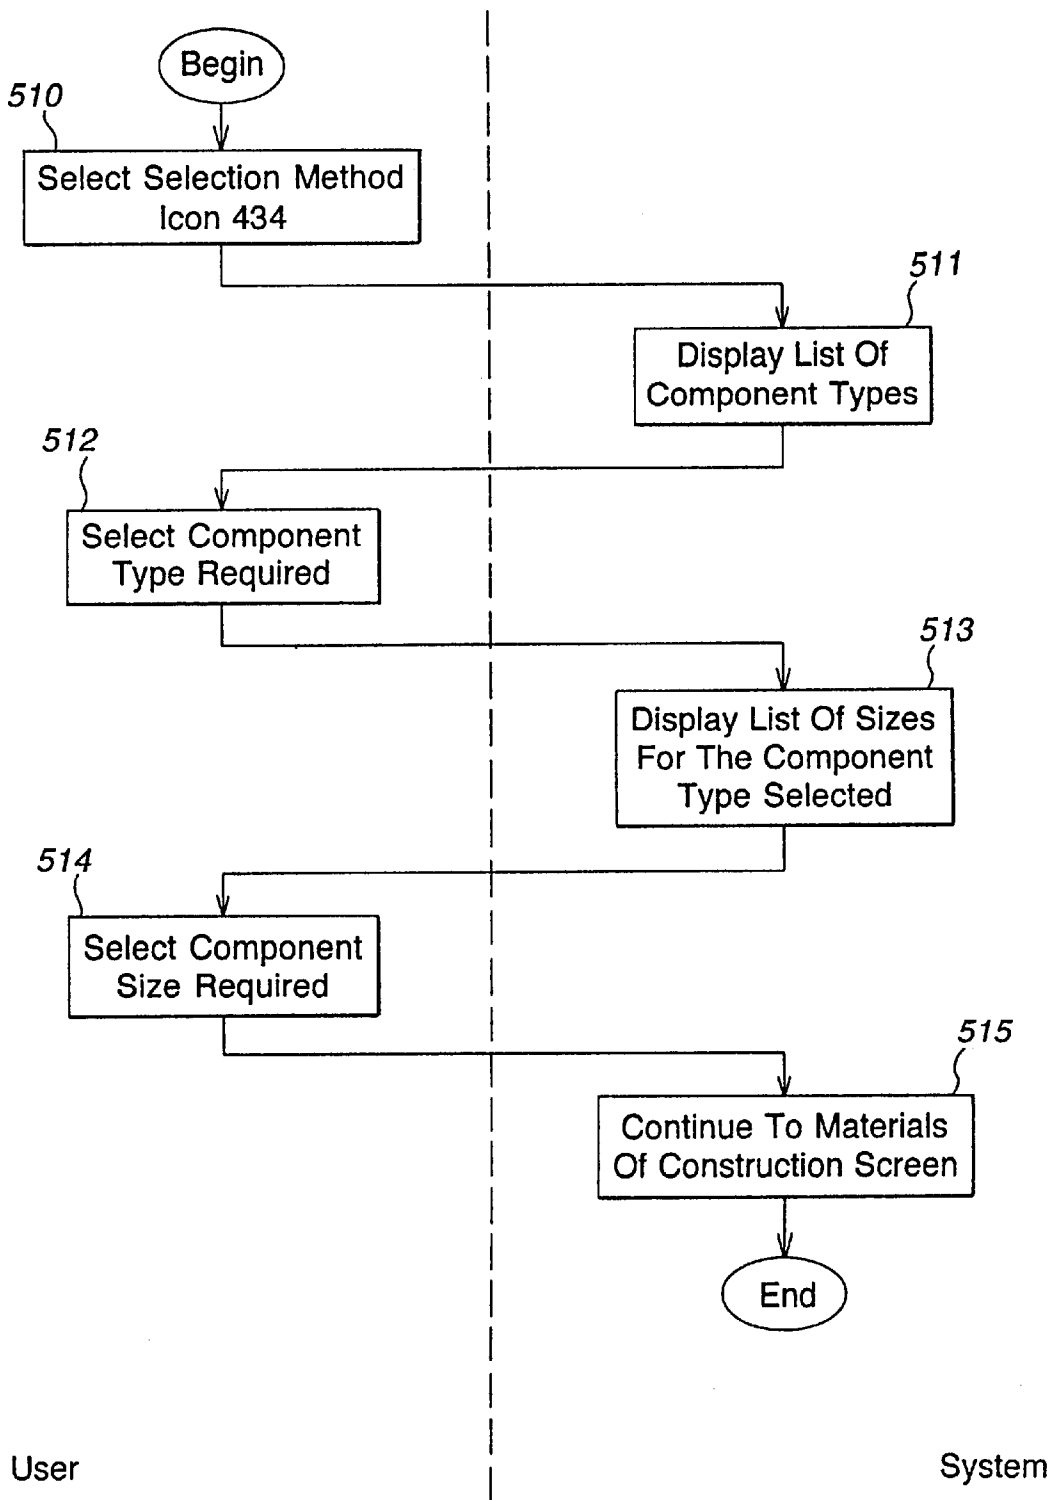 Begin
510
Select Selection Method
Icon 434
511
Display List Of
Component Types
512
Select Component
Type Required
513
Display List Of Sizes
For The Component
Type Selected
514
Select Component
Size Required
515
Continue To Materials
Of Construction Screen
End
User
System